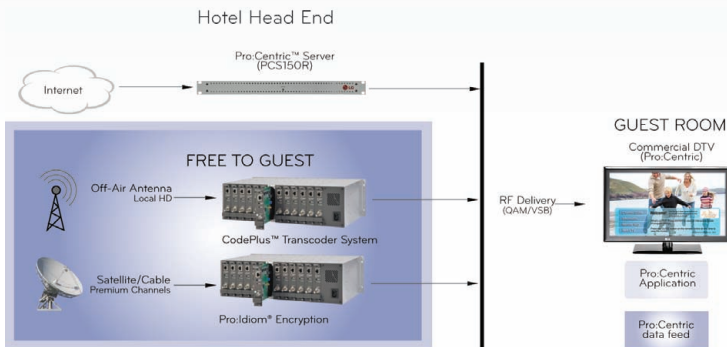 Hotel Head End
Pro:Centric™ Server
(PCS150R)
Internet
LG
FREE TO GUEST
Off-Air Antenna
Local HD
CodePlus™ Transcoder System
Satellite/Cable
Premium Channels
Pro:Idiom® Encryption
RF Delivery
(QAM/VSB)
GUEST ROOM
Commercial DTV
(Pro:Centric)
Pro:Centric
Application
Pro:Centric
data feed